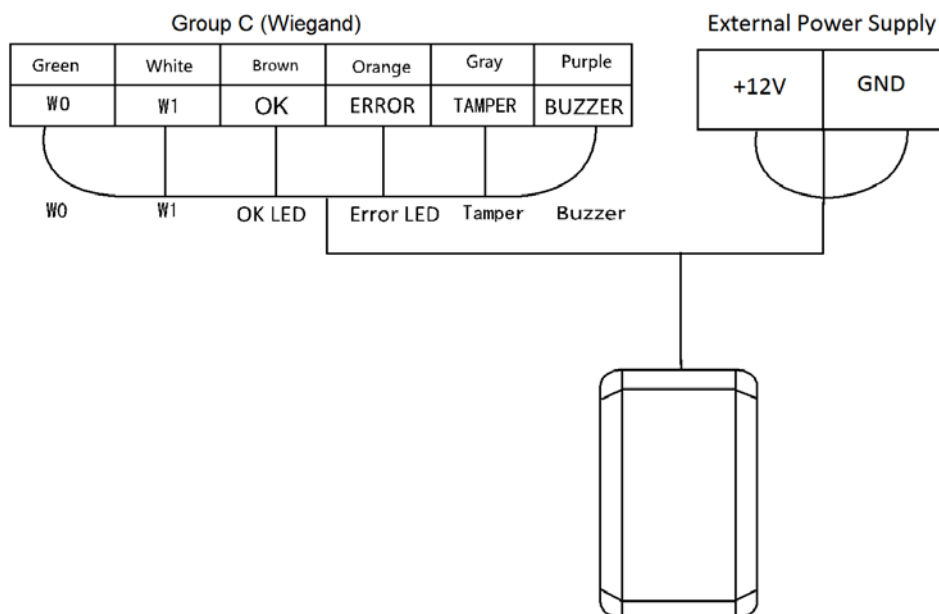 Group C (Wiegand)
External Power Supply
Green White Brown Orange Gray Purple
W0 W1 OK ERROR TAMPER BUZZER
+12V GND
W0 W1 OK LED Error LED Tamper Buzzer